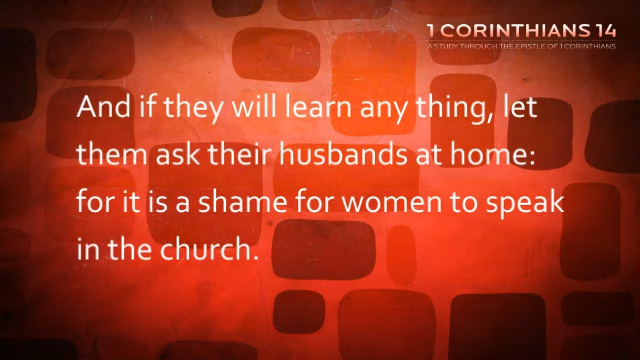 1 CORINTHIANS 14
A STUDY THROUGH THE EPISTLE OF 1 CORINTHIANS
And if they will learn any thing, let
them ask their husbands at home:
for it is a shame for women to speak
in the church.